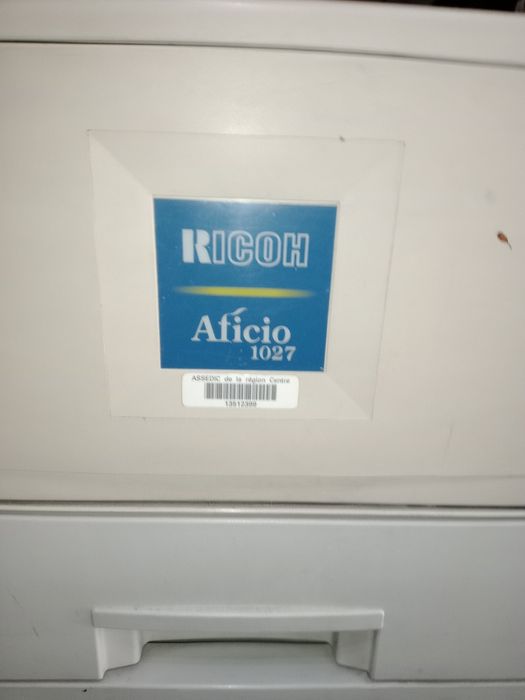 RICOH
Aficio
1027
ASSEDIC de la région Centre
13512399